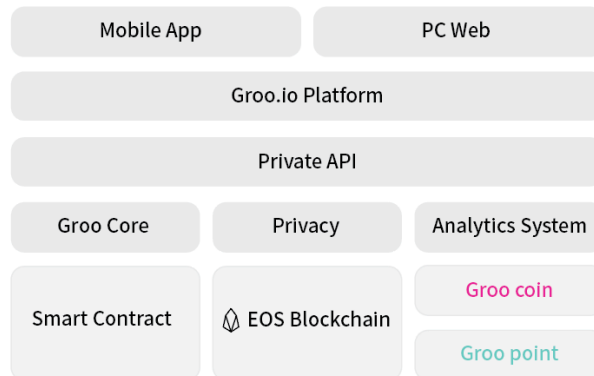 Mobile App
PC Web
Groo.io Platform
Private API
Groo Core
Privacy
Analytics System
Smart Contract
EOS Blockchain
Groo coin
Groo point